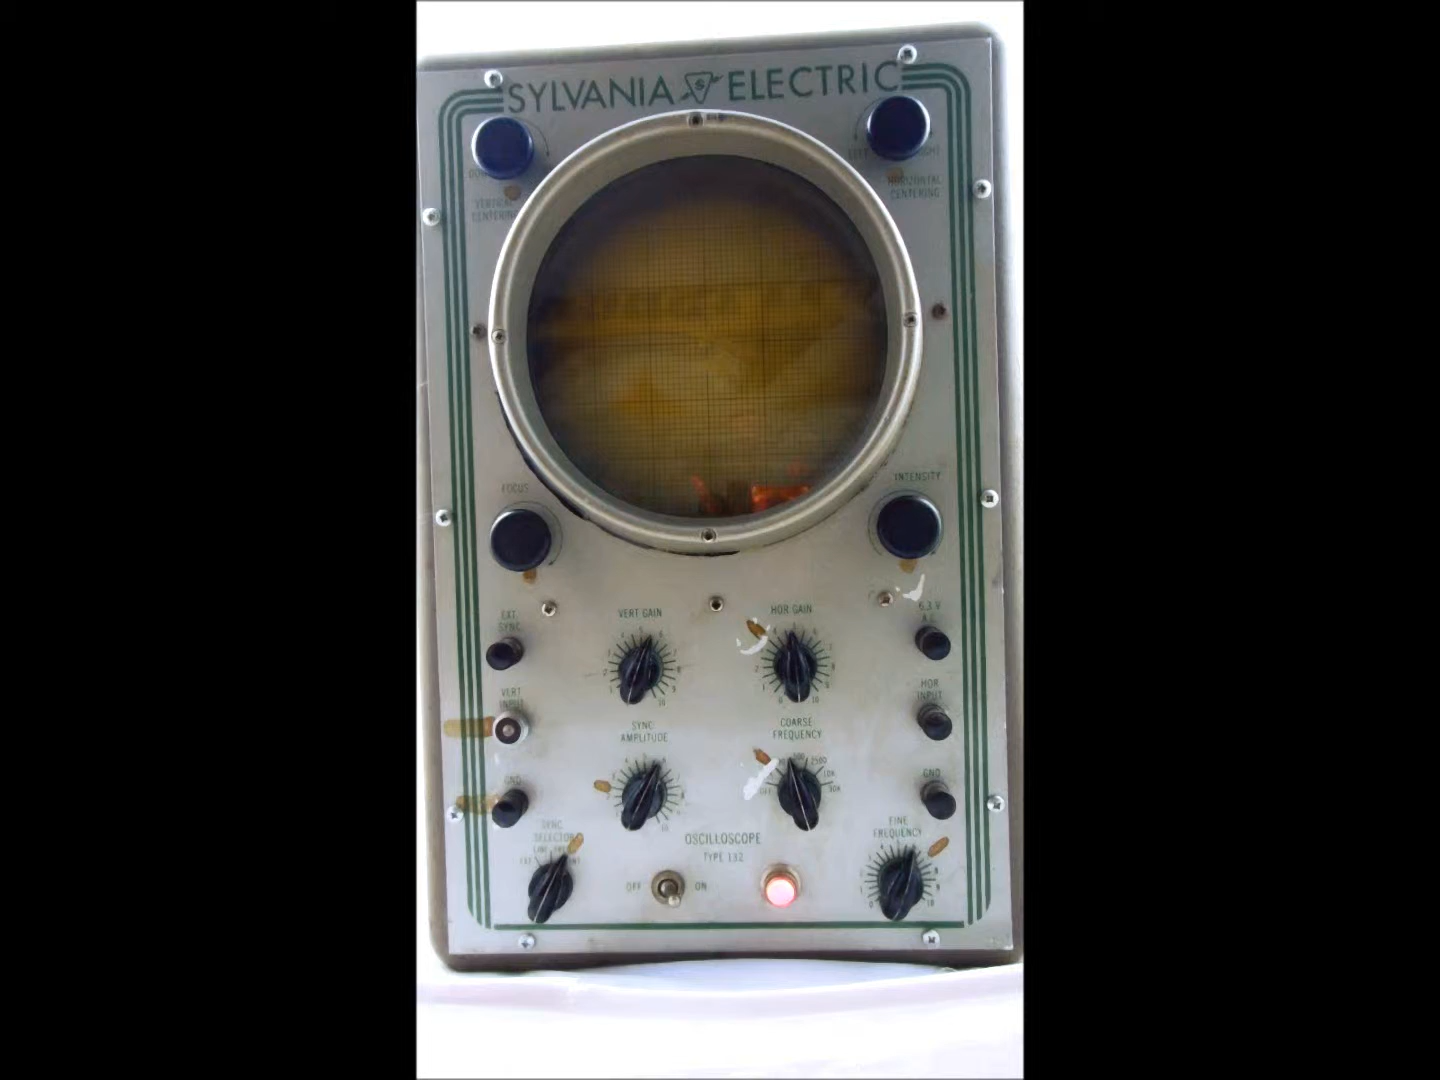 SYLVANIA ELECTRIC
LEFT
HORIZONTAL
CENTERING
VERTICAL
CENTERING
FOCUS
INTENSITY
EXT
SYNC
VERT GAIN
HOR GAIN
6.3 V
A.C.
VERT
INPUT
HOR
INPUT
SYNC
AMPLITUDE
COARSE
FREQUENCY
GND
GND
SYNC
SELECTOR
OSCILLOSCOPE
TYPE 132
FINE
FREQUENCY
OFF
ON